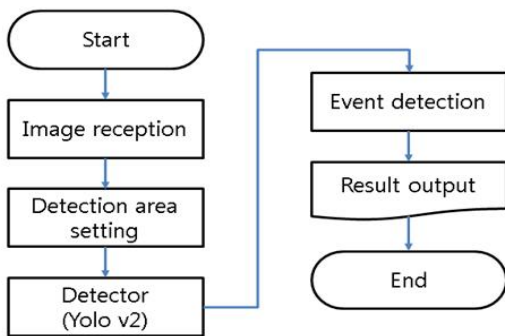 Start
Image reception
Detection area
setting
Detector
(Yolo v2)
Event detection
Result output
End